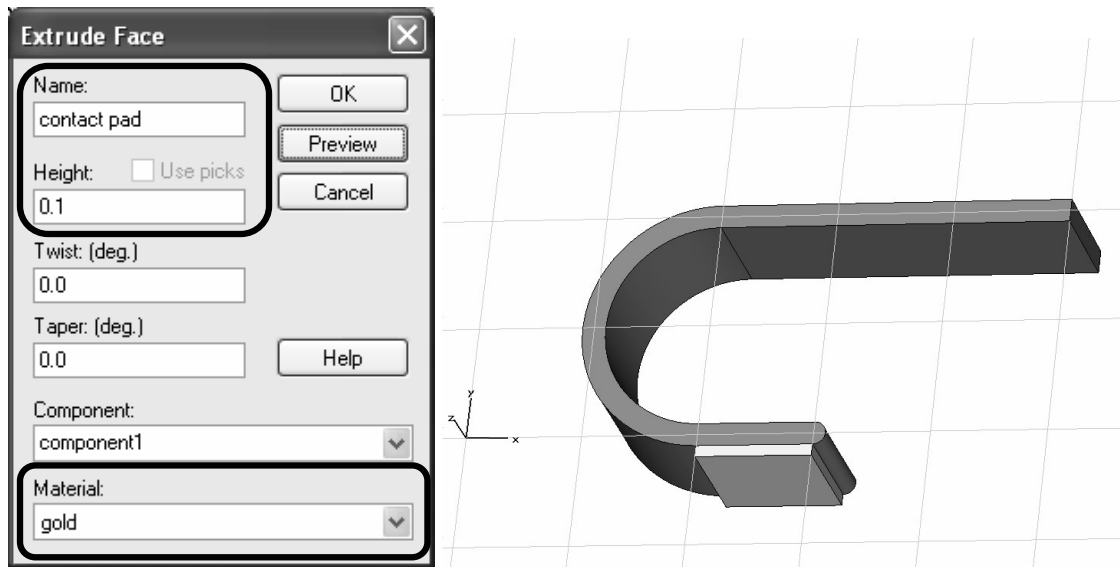 Extrude Face
Name:
contact pad
OK
Preview
Height:
Use picks
0.1
Cancel
Twist: (deg.)
0.0
Taper: (deg.)
0.0
Help
Component:
component1
Material:
gold
y
z
x